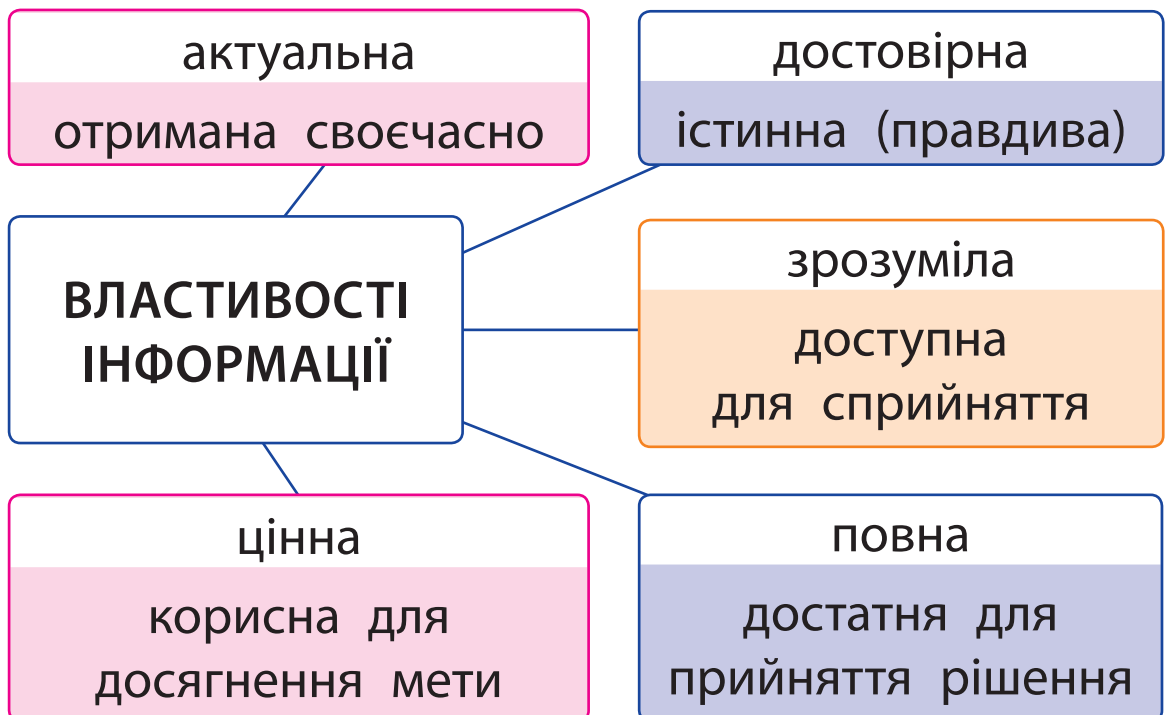 актуальна
отримана своєчасно
достовірна
істинна (правдива)
ВЛАСТИВОСТІ
ІНФОРМАЦІЇ
зрозуміла
доступна
для сприйняття
цінна
корисна для
досягнення мети
повна
достатня для
прийняття рішення